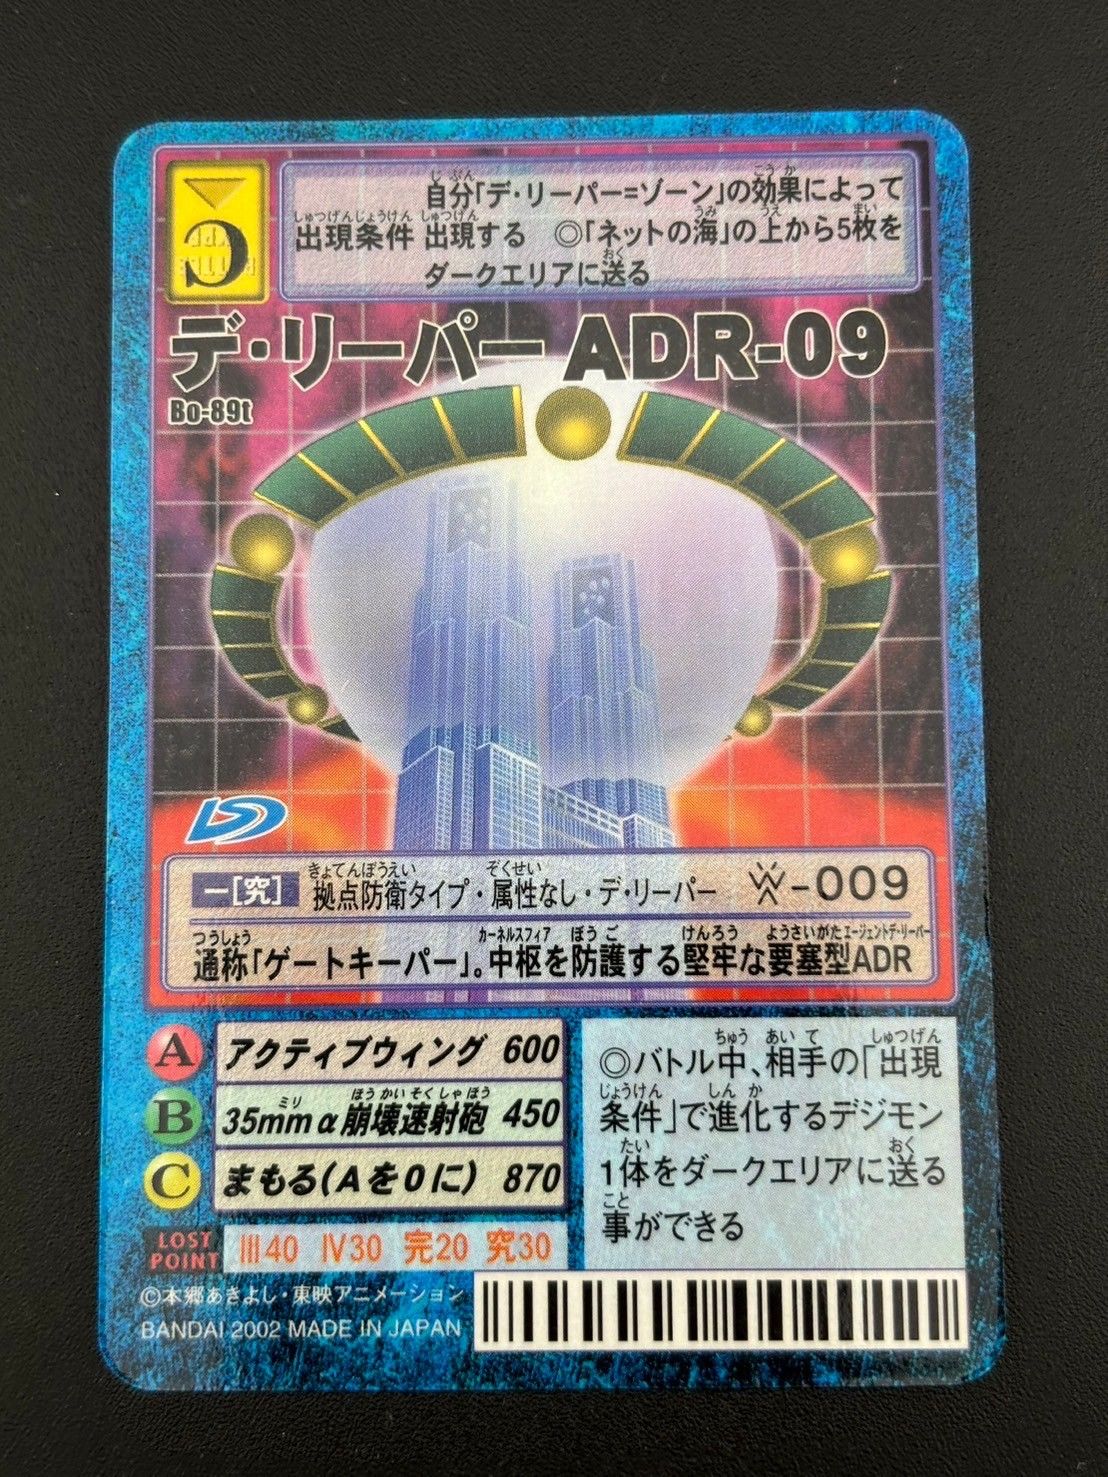 C
自分「デ・リーパー=ゾーン」の効果によって
出現条件 出現する ◎「ネットの海」の上から5枚を
ダークエリアに送る
デ・リーパー ADR-09
Bo-89t
一[究] 拠点防衛タイプ・属性なし・デ・リーパー -009
通称「ゲートキーパー」。中枢を防護する堅牢な要塞型ADR
A アクティブウィング 600
B 35mmα崩壊速射砲 450
C まもる(Aを0に) 870
LOST POINT Ⅲ40 Ⅳ30 完20 究30
◎バトル中、相手の「出現
条件」で進化するデジモン
1体をダークエリアに送る
事ができる
©本郷あきよし・東映アニメーション
BANDAI 2002 MADE IN JAPAN